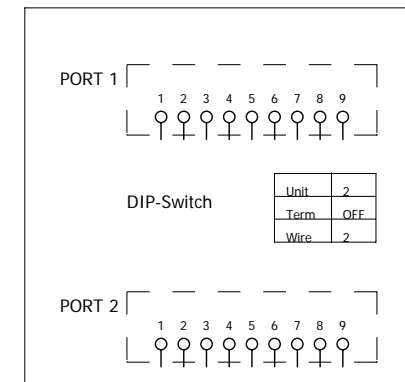 PORT 1
1 2 3 4 5 6 7 8 9
DIP-Switch
Unit 2
Term OFF
Wire 2
PORT 2
1 2 3 4 5 6 7 8 9